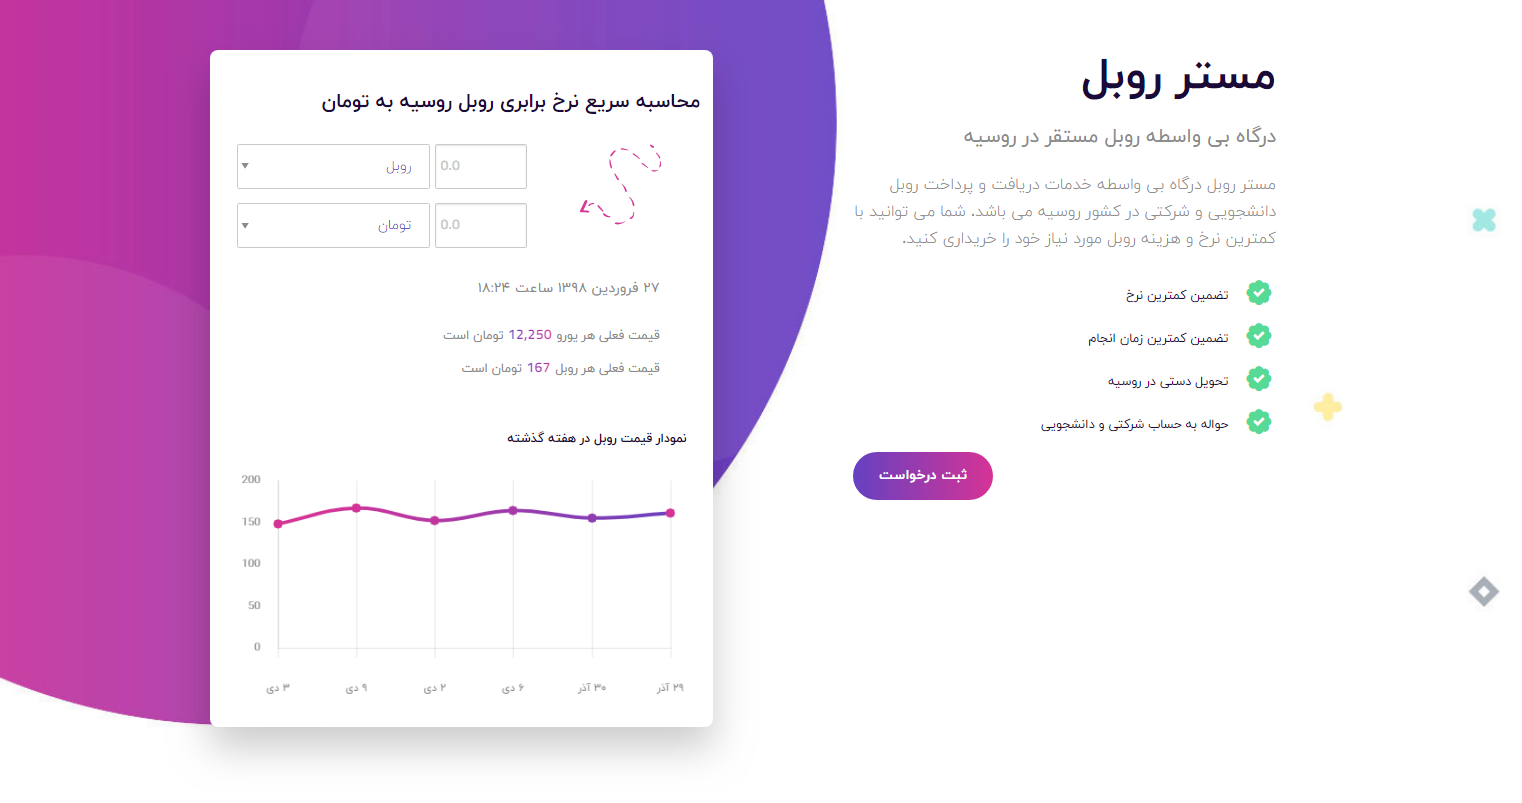 مستر روبل
درگاه بی واسطه روبل مستقر در روسیه
مستر روبل درگاه بی واسطه خدمات دریافت و پرداخت روبل
دانشجویی و شرکتی در کشور روسیه می باشد. شما می توانید با
کمترین نرخ و هزینه روبل مورد نیاز خود را خریداری کنید.
تضمین کمترین نرخ
تضمین کمترین زمان انجام
تحویل دستی در روسیه
حواله به حساب شرکتی و دانشجویی
ثبت درخواست
محاسبه سریع نرخ برابری روبل روسیه به تومان
0.0 روبل
0.0 تومان
۲۷ فروردین ۱۳۹۸ ساعت ۱۸:۲۴
قیمت فعلی هر یورو 12,250 تومان است
قیمت فعلی هر روبل 167 تومان است
نمودار قیمت روبل در هفته گذشته
200
150
100
50
0
۲۹ آذر ۳۰ آذر ۶ دی ۲ دی ۹ دی ۳ دی